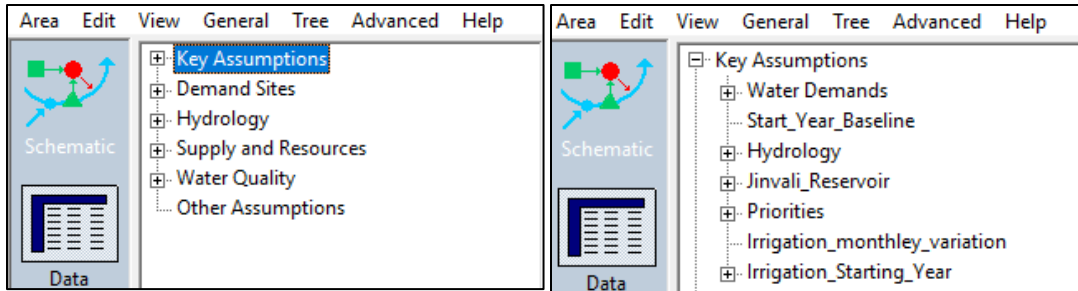 Area Edit View General Tree Advanced Help
Schematic
Data
Key Assumptions
Demand Sites
Hydrology
Supply and Resources
Water Quality
Other Assumptions
Area Edit View General Tree Advanced Help
Schematic
Data
Key Assumptions
Water Demands
Start_Year_Baseline
Hydrology
Jinvali_Reservoir
Priorities
Irrigation_monthley_variation
Irrigation_Starting_Year